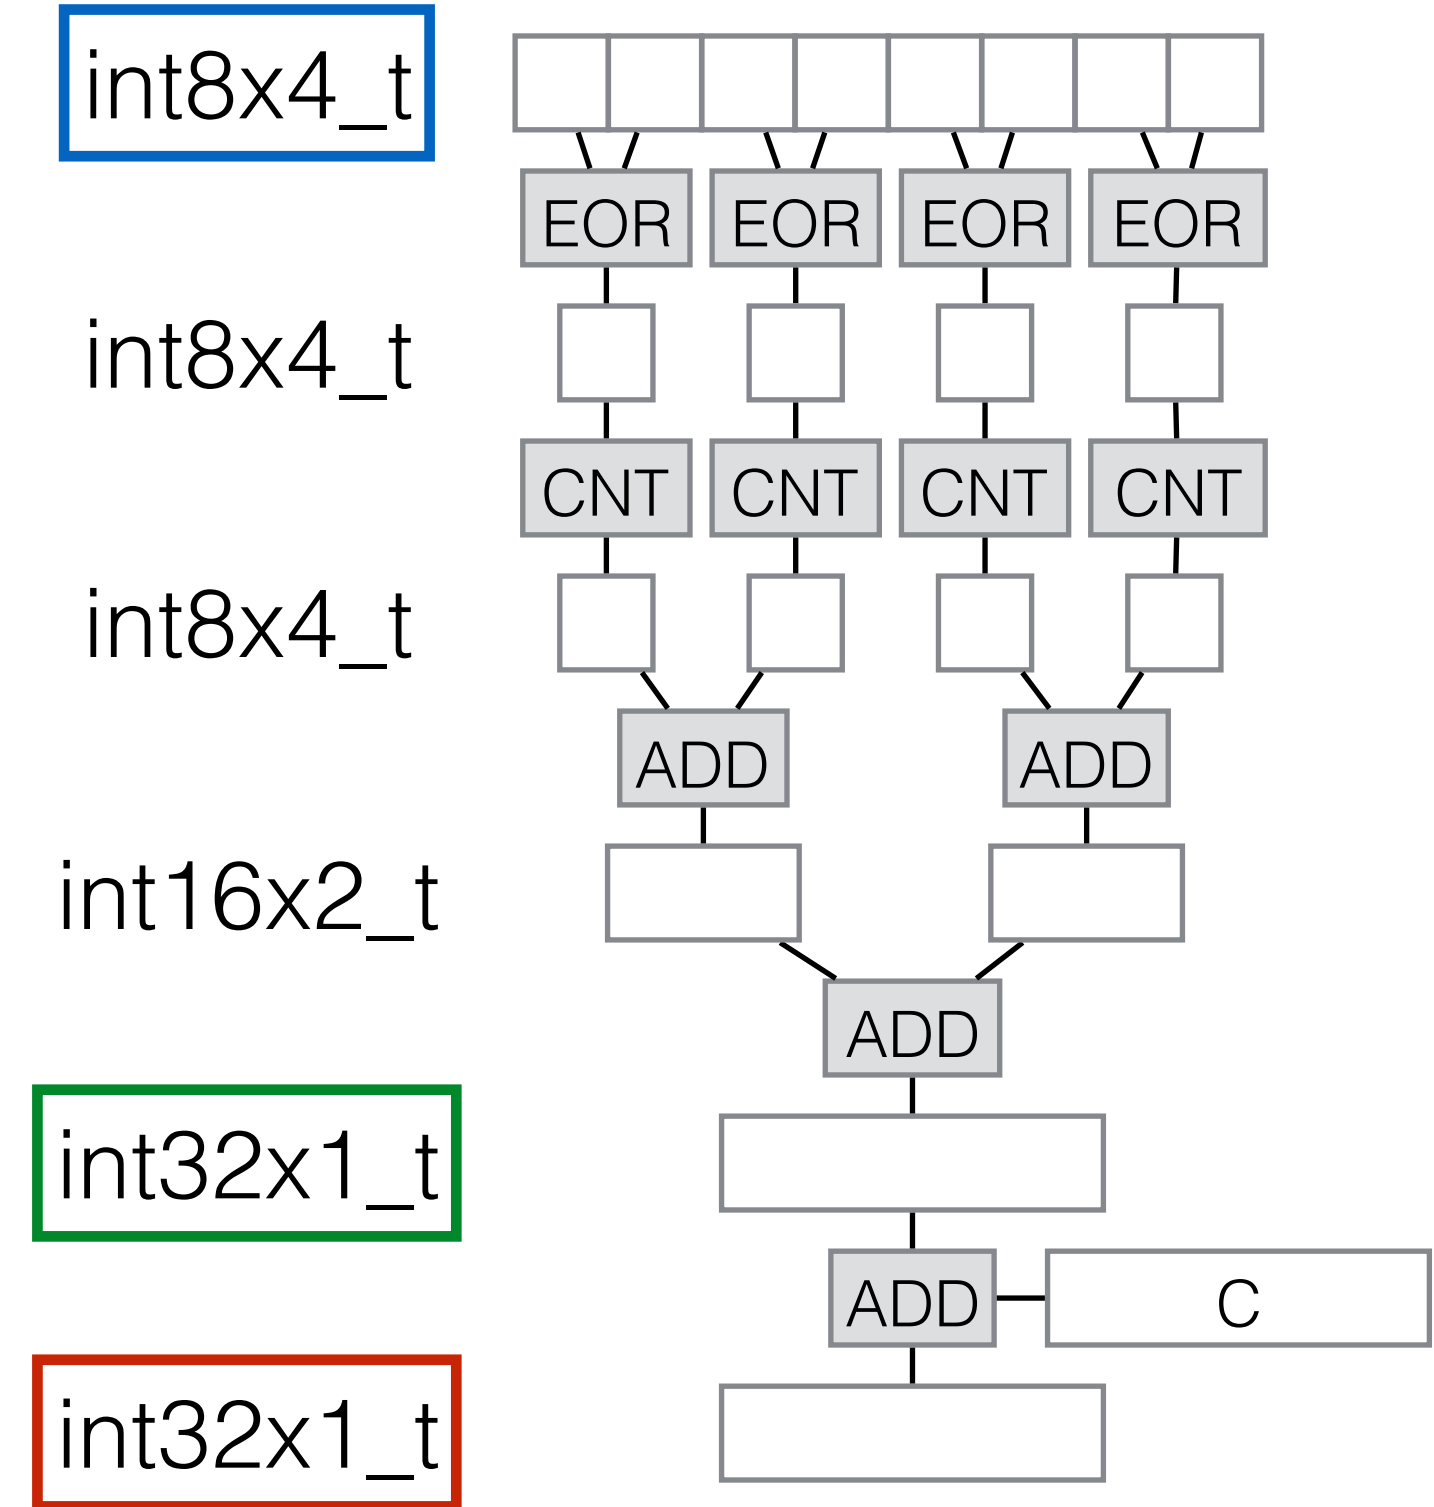 int8x4_t
EOR EOR EOR EOR
int8x4_t
CNT CNT CNT CNT
int8x4_t
ADD ADD
int16x2_t
ADD
int32x1_t
ADD C
int32x1_t